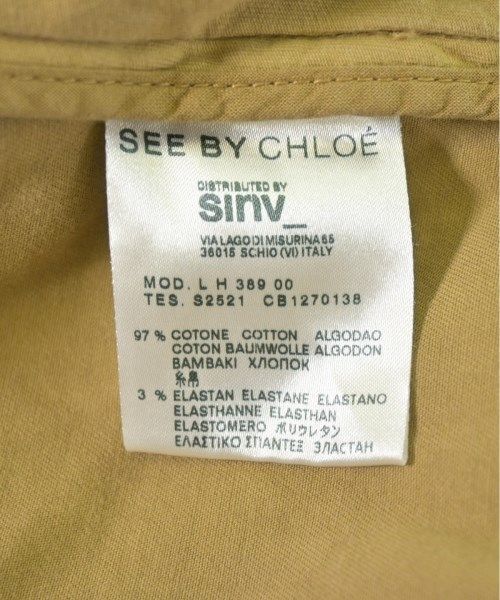 SEE BY CHLOÉ
DISTRIBUTED BY
sinv_
VIA LAGO DI MISURINA 65
36015 SCHIO (VI) ITALY
MOD. L H 389 00
TES. S2521 CB1270138
97 % COTONE COTTON ALGODAO
COTON BAUMWOLLE ALGODON
BAMBAKI ХЛОПОК
綿
3 % ELASTAN ELASTANE ELASTANO
ELASTHANNE ELASTHAN
ELASTOMERO ポリウレタン
ΕΛΑΣΤΙΚΟ ΣΠΑΝΤΕΞ ЭЛАСТАН